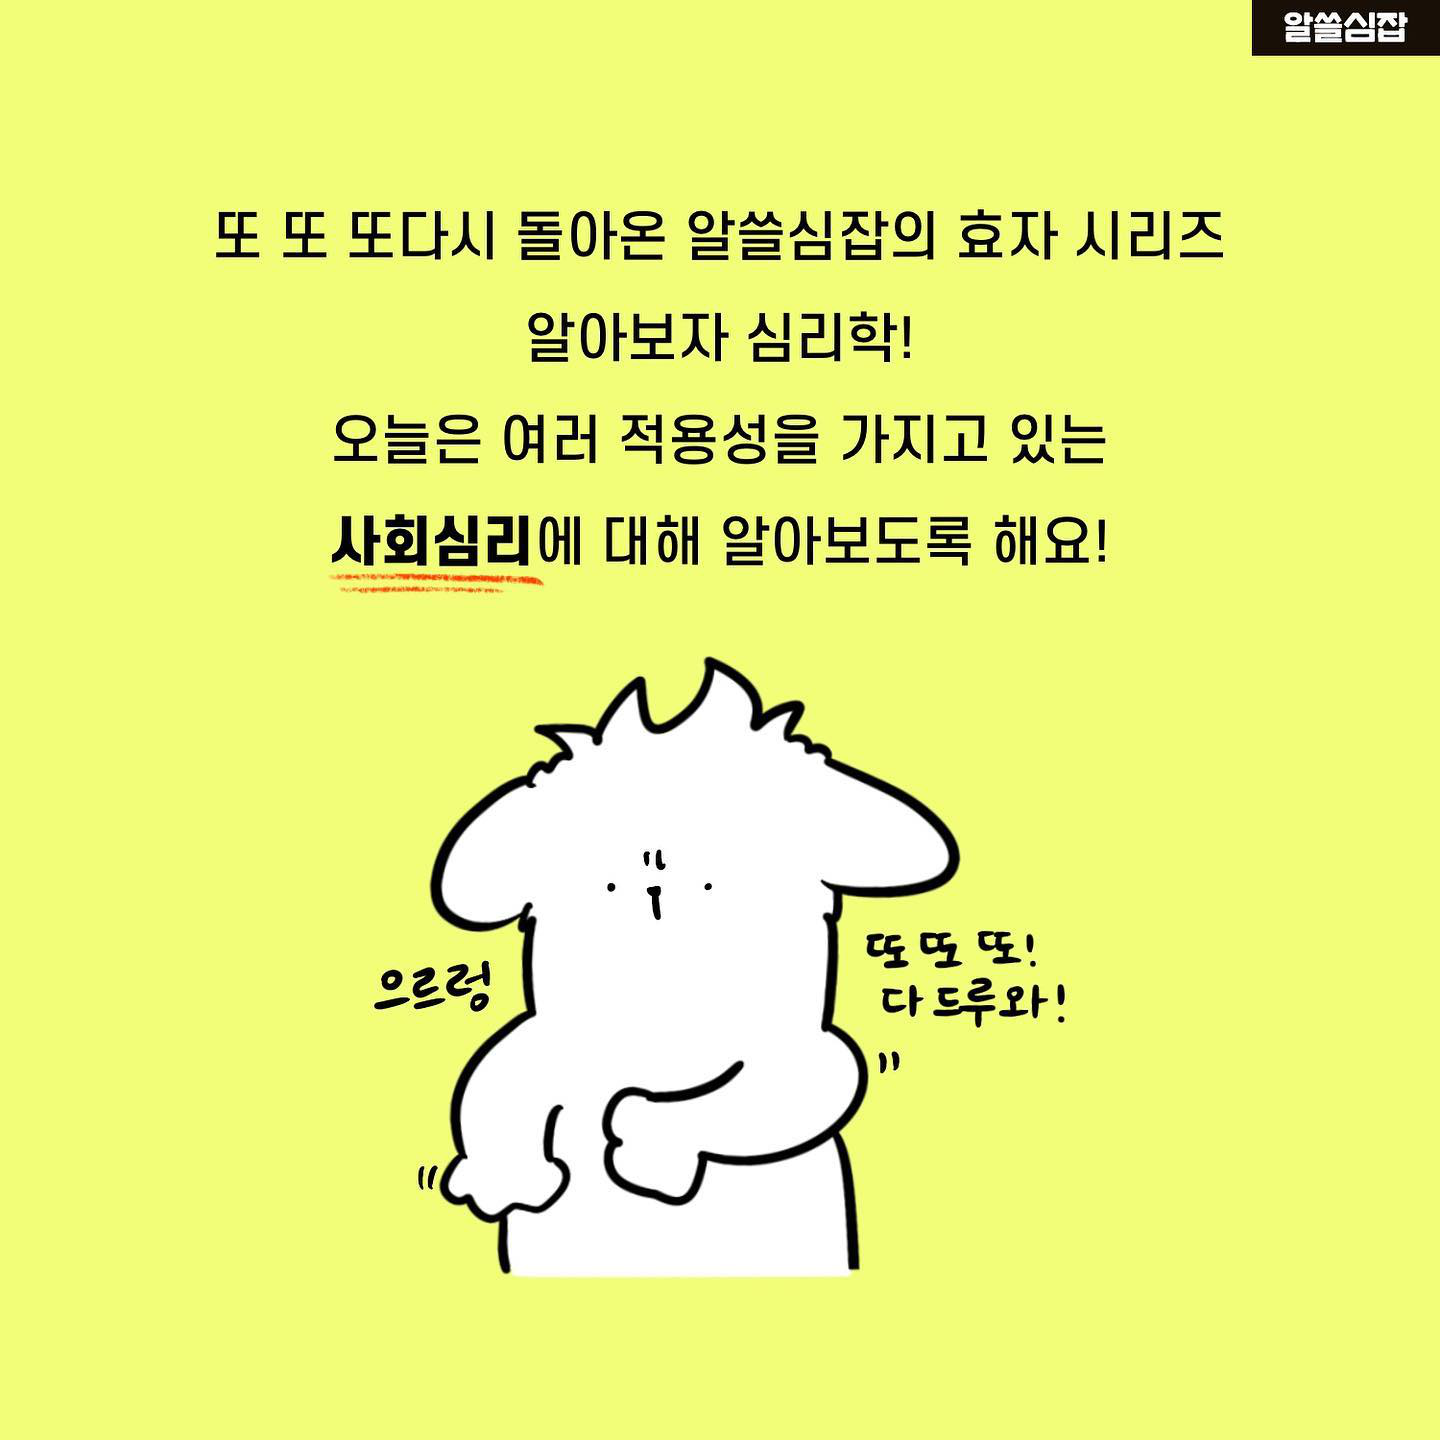 알쓸심잡
또 또 또다시 돌아온 알쓸심잡의 효자 시리즈
알아보자 심리학!
오늘은 여러 적용성을 가지고 있는
사회심리에 대해 알아보도록 해요!
으르렁
또 또 또!
다 드루와!